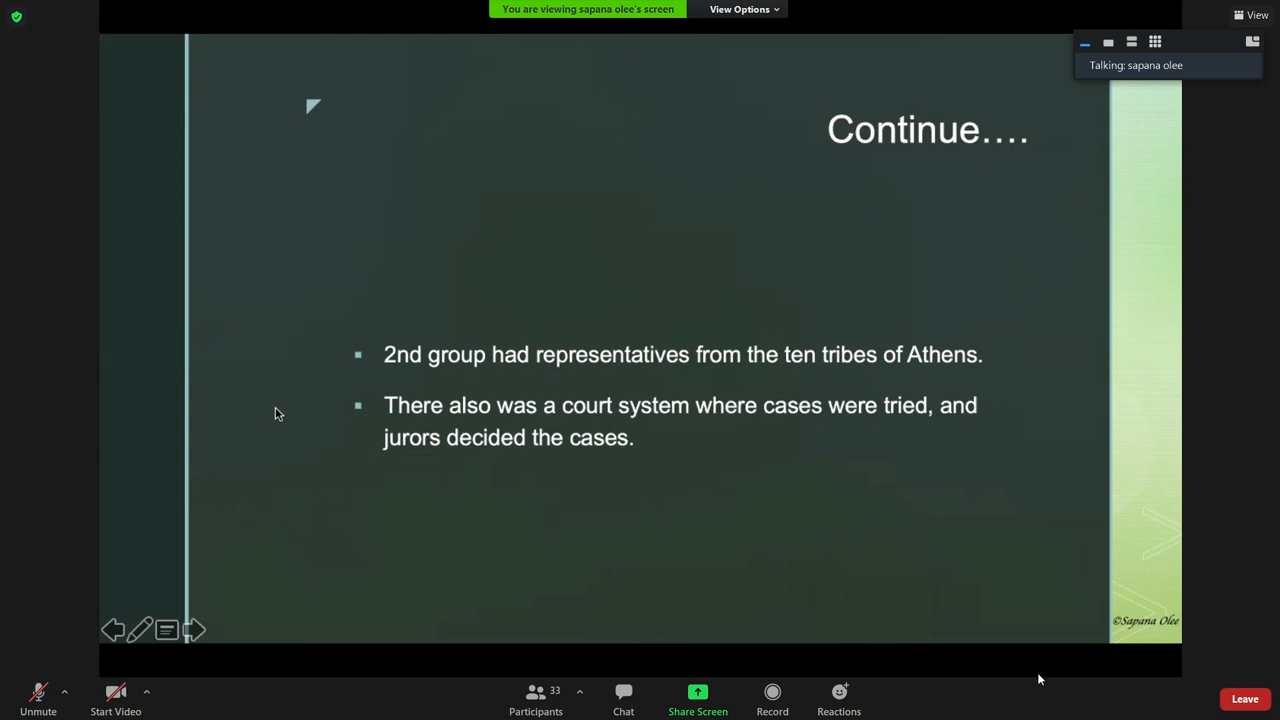 You are viewing sapana olee's screen
View Options
View
Talking: sapana olee
Continue....
2nd group had representatives from the ten tribes of Athens.
There also was a court system where cases were tried, and
jurors decided the cases.
©Sapana Olee
Unmute
Start Video
33
Participants
Chat
Share Screen
Record
Reactions
Leave